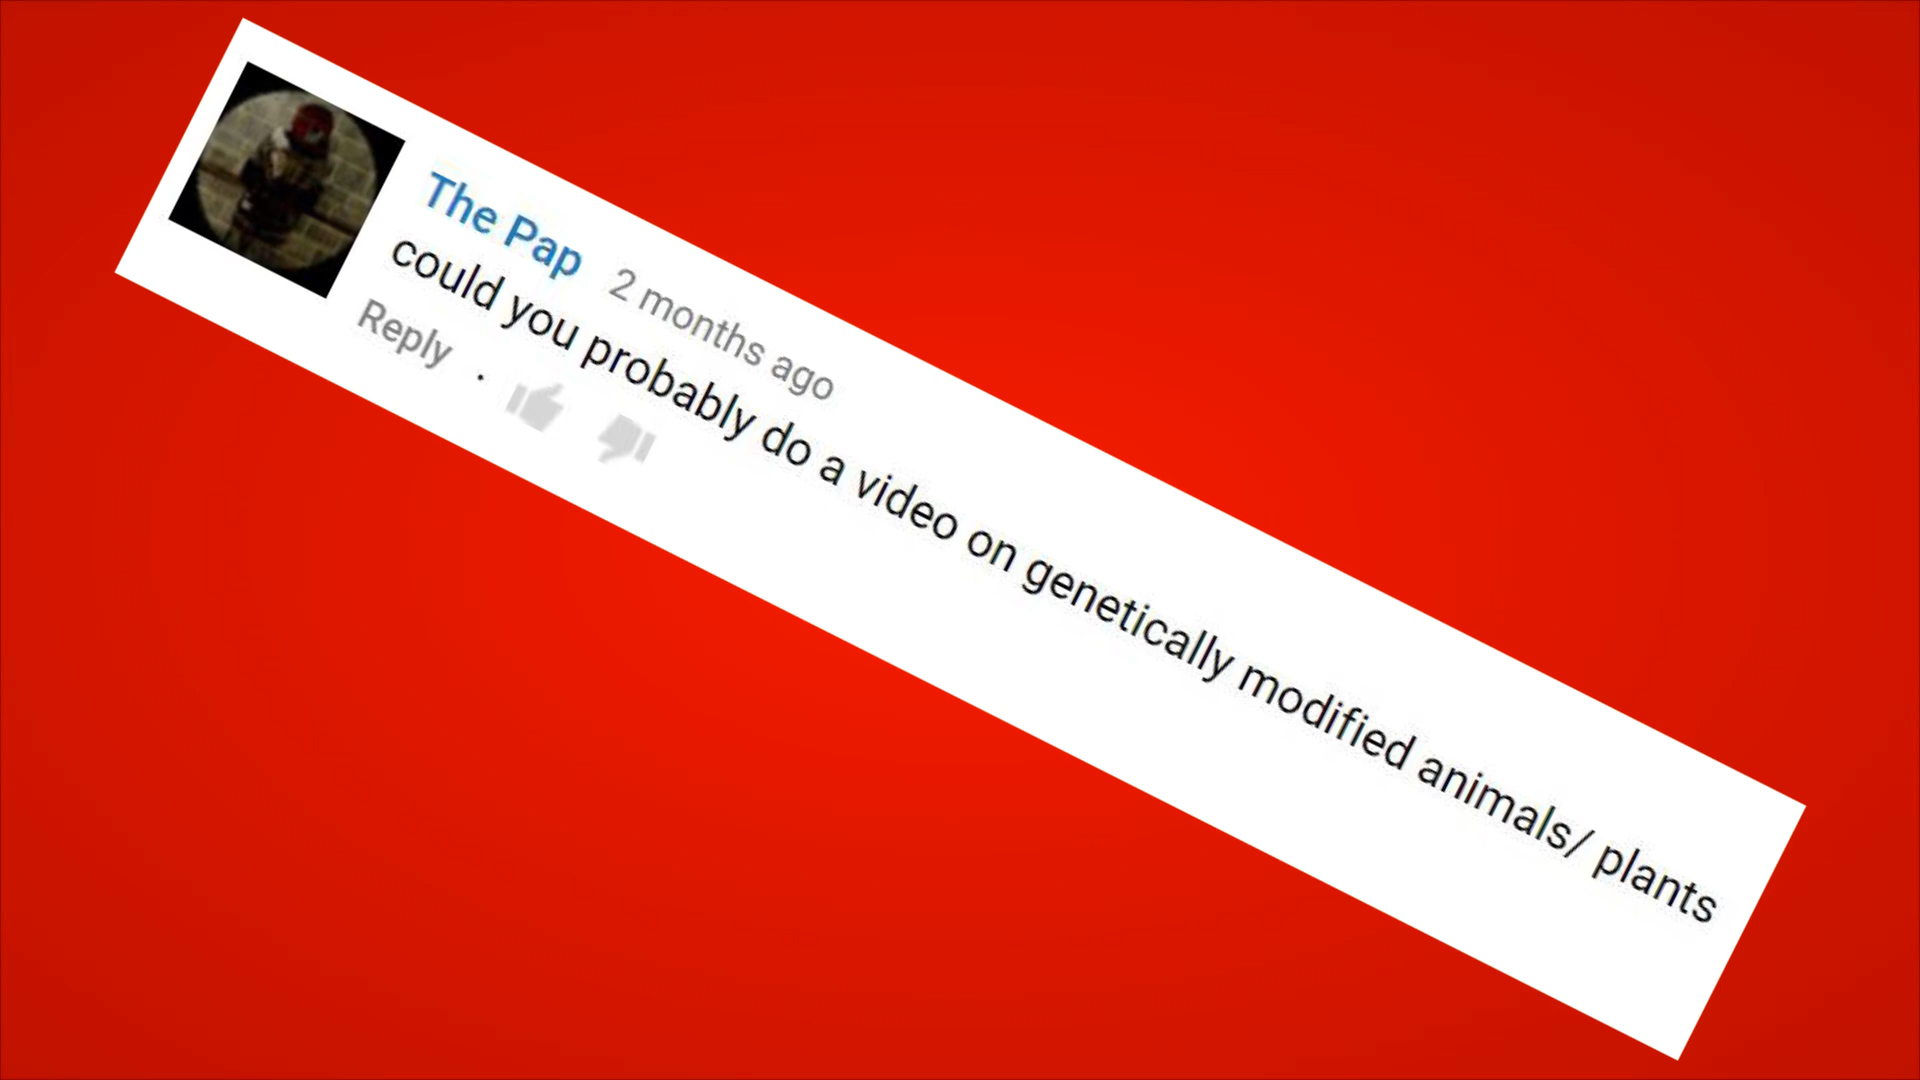 The Pap 2 months ago
could you probably do a video on genetically modified animals/ plants
Reply .